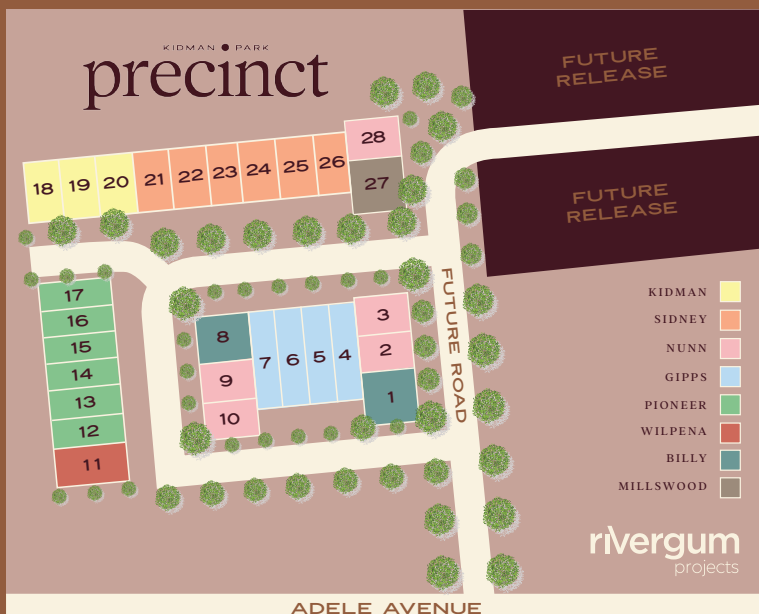 KIDMAN PARK
precinct
FUTURE
RELEASE
28
27
18 19 20 21 22 23 24 25 26
FUTURE
RELEASE
17
16
15
14
13
12
11
8
9
10
7 6 5 4
3
2
1
FUTURE ROAD
KIDMAN
SIDNEY
NUNN
GIPPS
PIONEER
WILPENA
BILLY
MILLSWOOD
rivergum
projects
ADELE AVENUE